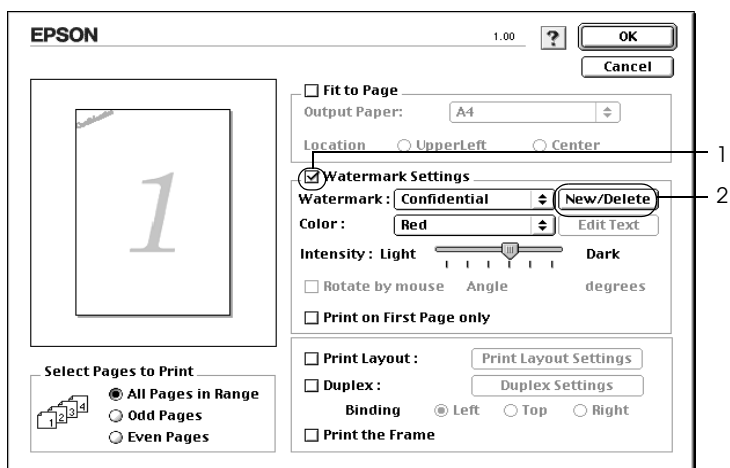 EPSON 1.00 ? OK
Cancel
Confidential
1
Fit to Page
Output Paper: A4
Location UpperLeft Center
1
Watermark Settings
Watermark: Confidential New/Delete
2
Color: Red Edit Text
Intensity: Light Dark
Rotate by mouse Angle degrees
Print on First Page only
Select Pages to Print
1 2 3 4
All Pages in Range
Odd Pages
Even Pages
Print Layout: Print Layout Settings
Duplex: Duplex Settings
Binding Left Top Right
Print the Frame